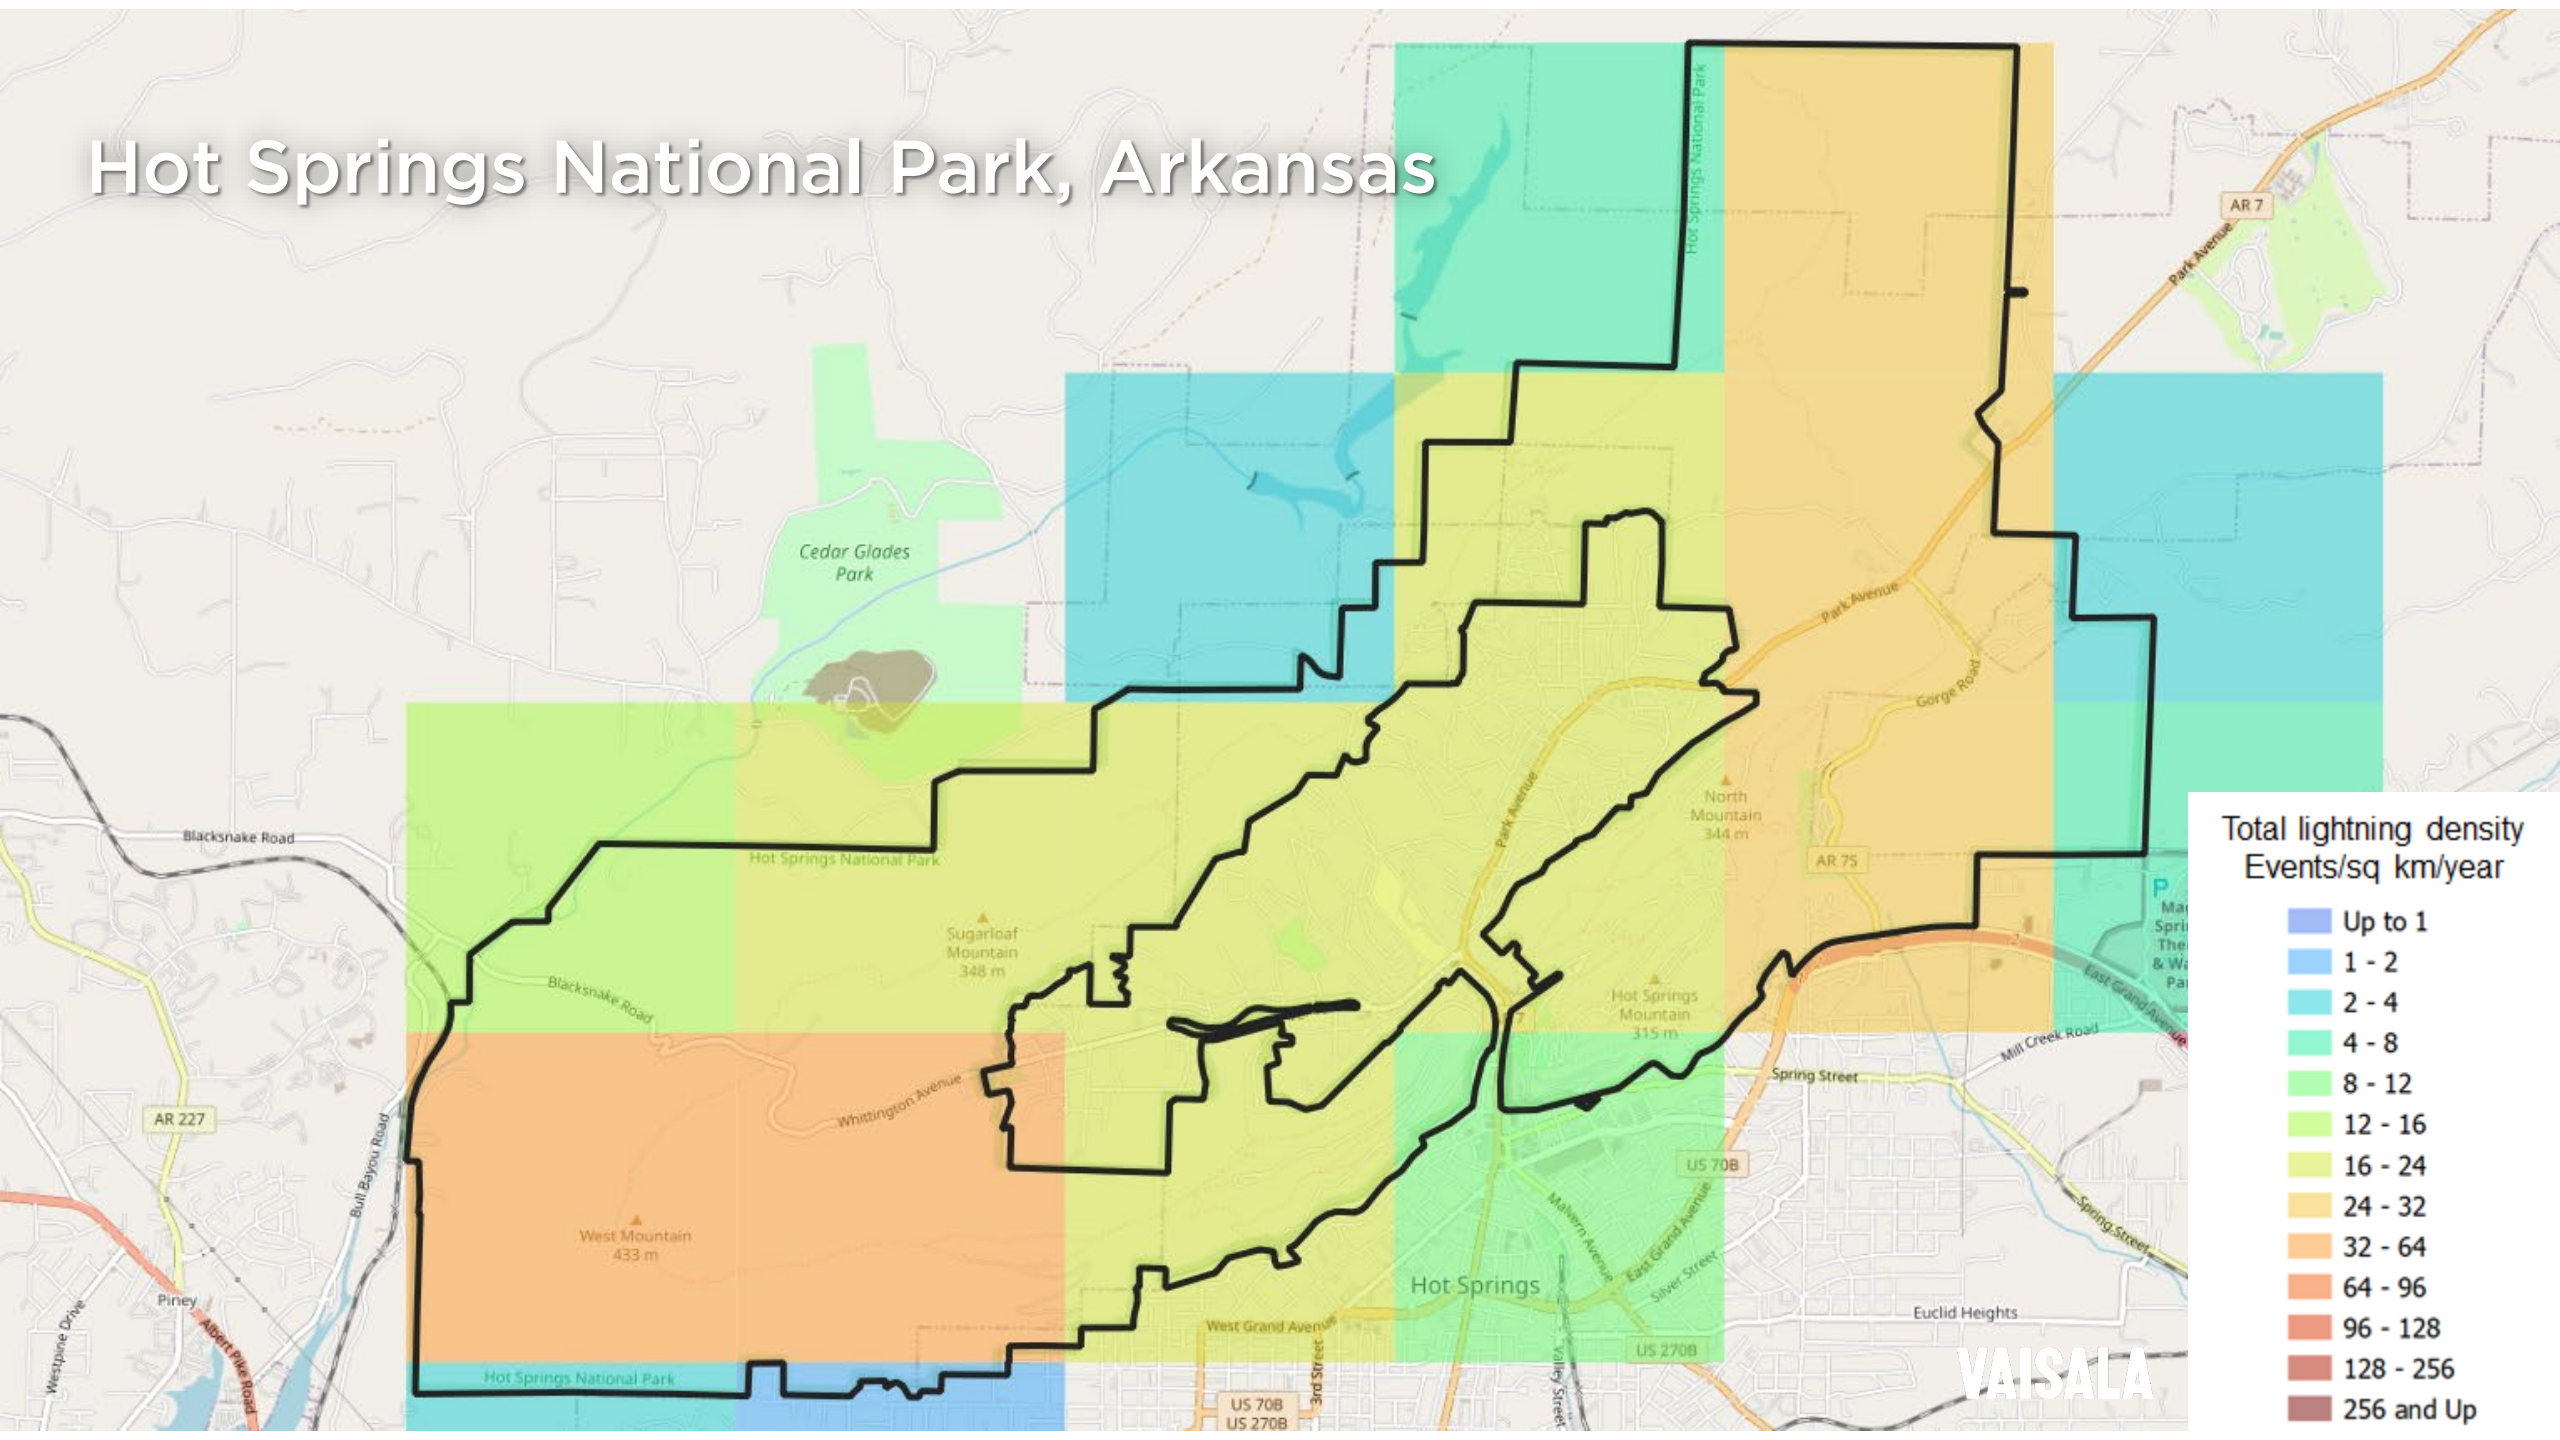 Hot Springs National Park, Arkansas
Hot Springs National Park
AR 7
Park Avenue
Cedar Glades
Park
Park Avenue
Gorge Road
Park Avenue
North
Mountain
344 m
AR 7S
Blacksnake Road
Hot Springs National Park
Sugarloaf
Mountain
348 m
Blacksnake Road
Hot Springs
Mountain
315 m
7
2
P
East Grand Avenue
Mill Creek Road
Spring Street
Whittington Avenue
AR 227
Bull Bayou Road
US 70B
Spring Street
West Mountain
433 m
Malvern Avenue
East Grand Avenue
Silver Street
Hot Springs
Piney
Albert Pike Road
Westpine Drive
West Grand Avenue
Euclid Heights
3rd Street
Valley Street
US 270B
Hot Springs National Park
US 70B
US 270B
VAISALA
Total lightning density
Events/sq km/year
Up to 1
1 - 2
2 - 4
4 - 8
8 - 12
12 - 16
16 - 24
24 - 32
32 - 64
64 - 96
96 - 128
128 - 256
256 and Up